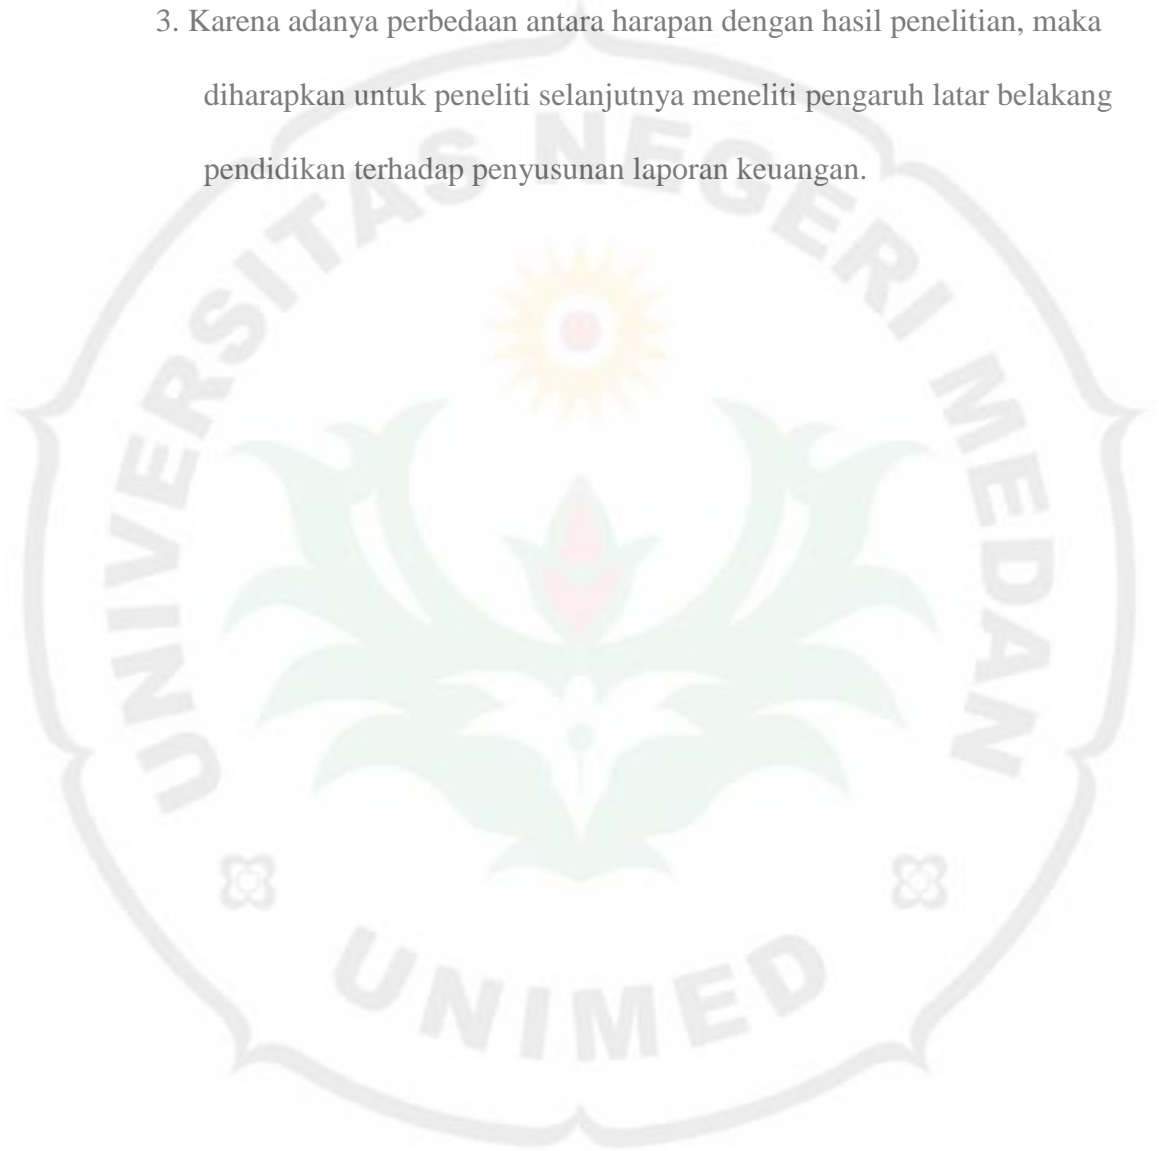 3. Karena adanya perbedaan antara harapan dengan hasil penelitian, maka
diharapkan untuk peneliti selanjutnya meneliti pengaruh latar belakang
pendidikan terhadap penyusunan laporan keuangan.
UNIVERSITAS NEGERI MEDAN
UNIMED